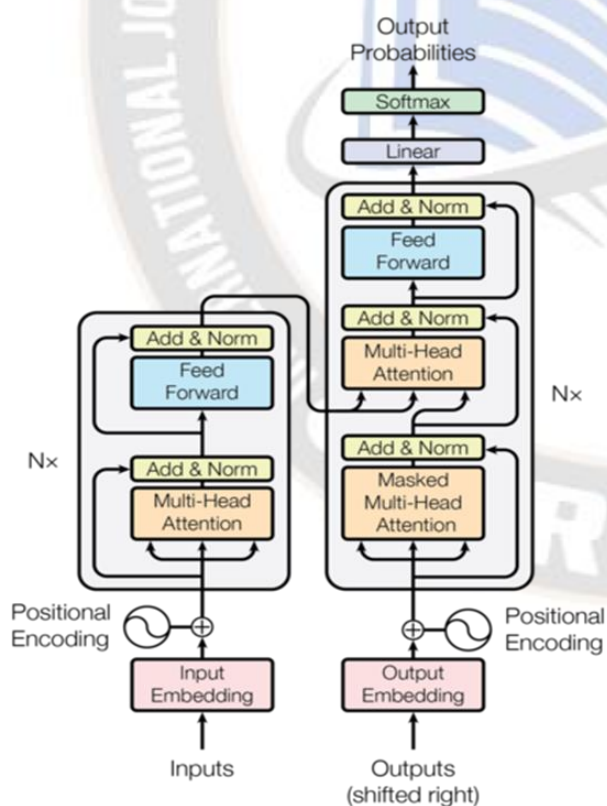 Output
Probabilities
Softmax
Linear
Add & Norm
Feed
Forward
Add & Norm
Multi-Head
Attention
Add & Norm
Masked
Multi-Head
Attention
Nx
Add & Norm
Feed
Forward
Add & Norm
Multi-Head
Attention
Nx
Positional
Encoding
Positional
Encoding
Input
Embedding
Output
Embedding
Inputs
Outputs
(shifted right)